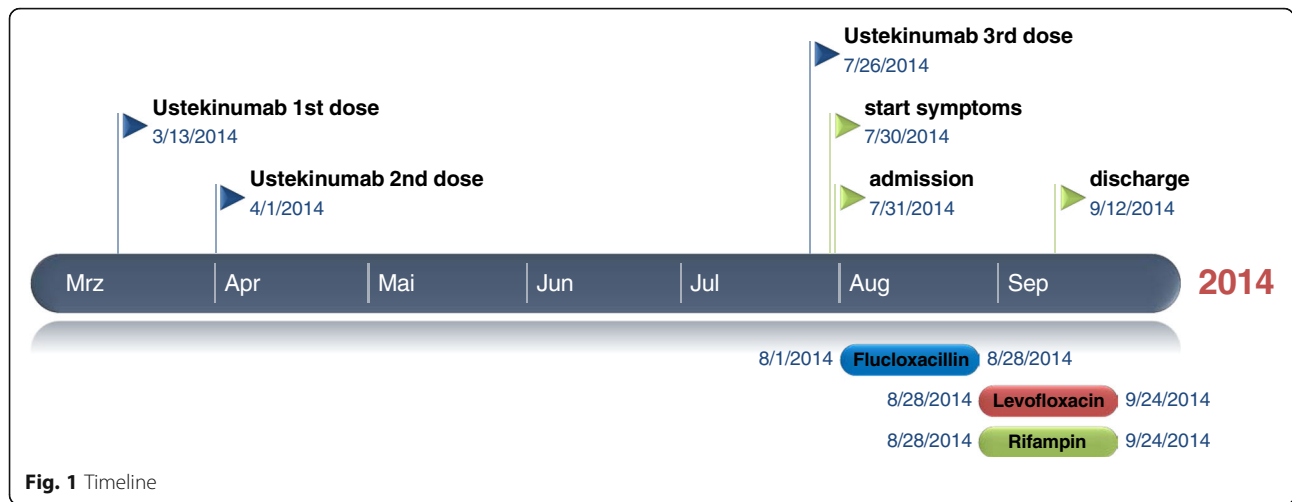 Ustekinumab 3rd dose
7/26/2014
Ustekinumab 1st dose
3/13/2014
start symptoms
7/30/2014
Ustekinumab 2nd dose
4/1/2014
admission
7/31/2014
discharge
9/12/2014
Mrz Apr Mai Jun Jul Aug Sep 2014
8/1/2014 Flucloxacillin 8/28/2014
8/28/2014 Levofloxacin 9/24/2014
8/28/2014 Rifampin 9/24/2014
Fig. 1 Timeline